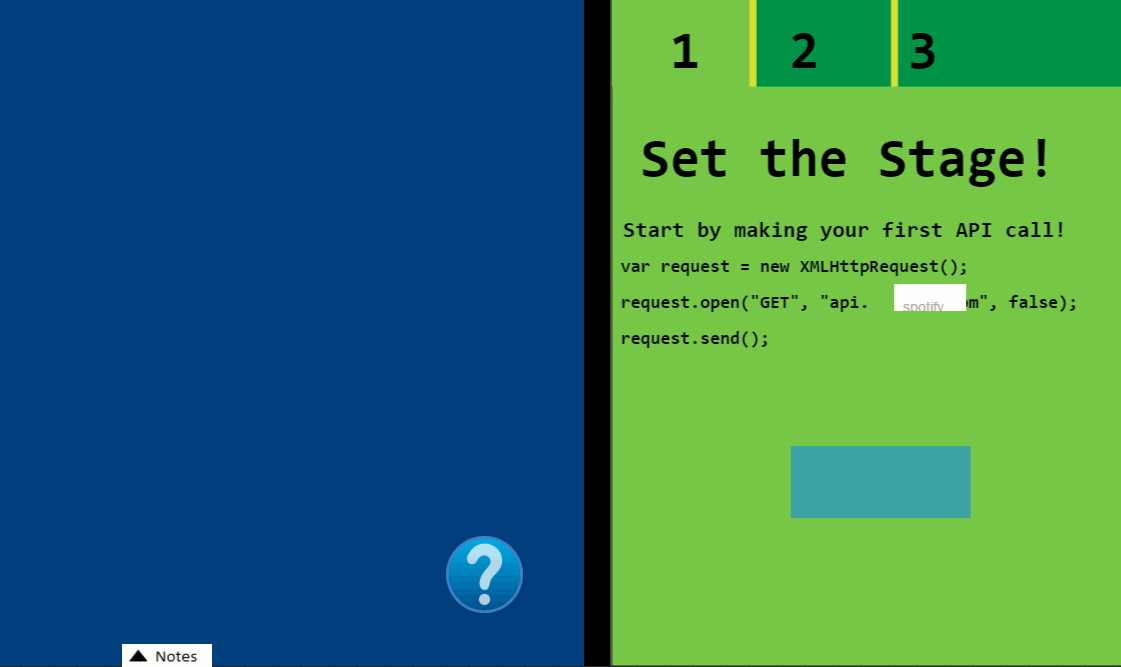 1 2 3
Set the Stage!
Start by making your first API call!
var request = new XMLHttpRequest();
request.open("GET", "api. spotify om", false);
request.send();
?
Notes